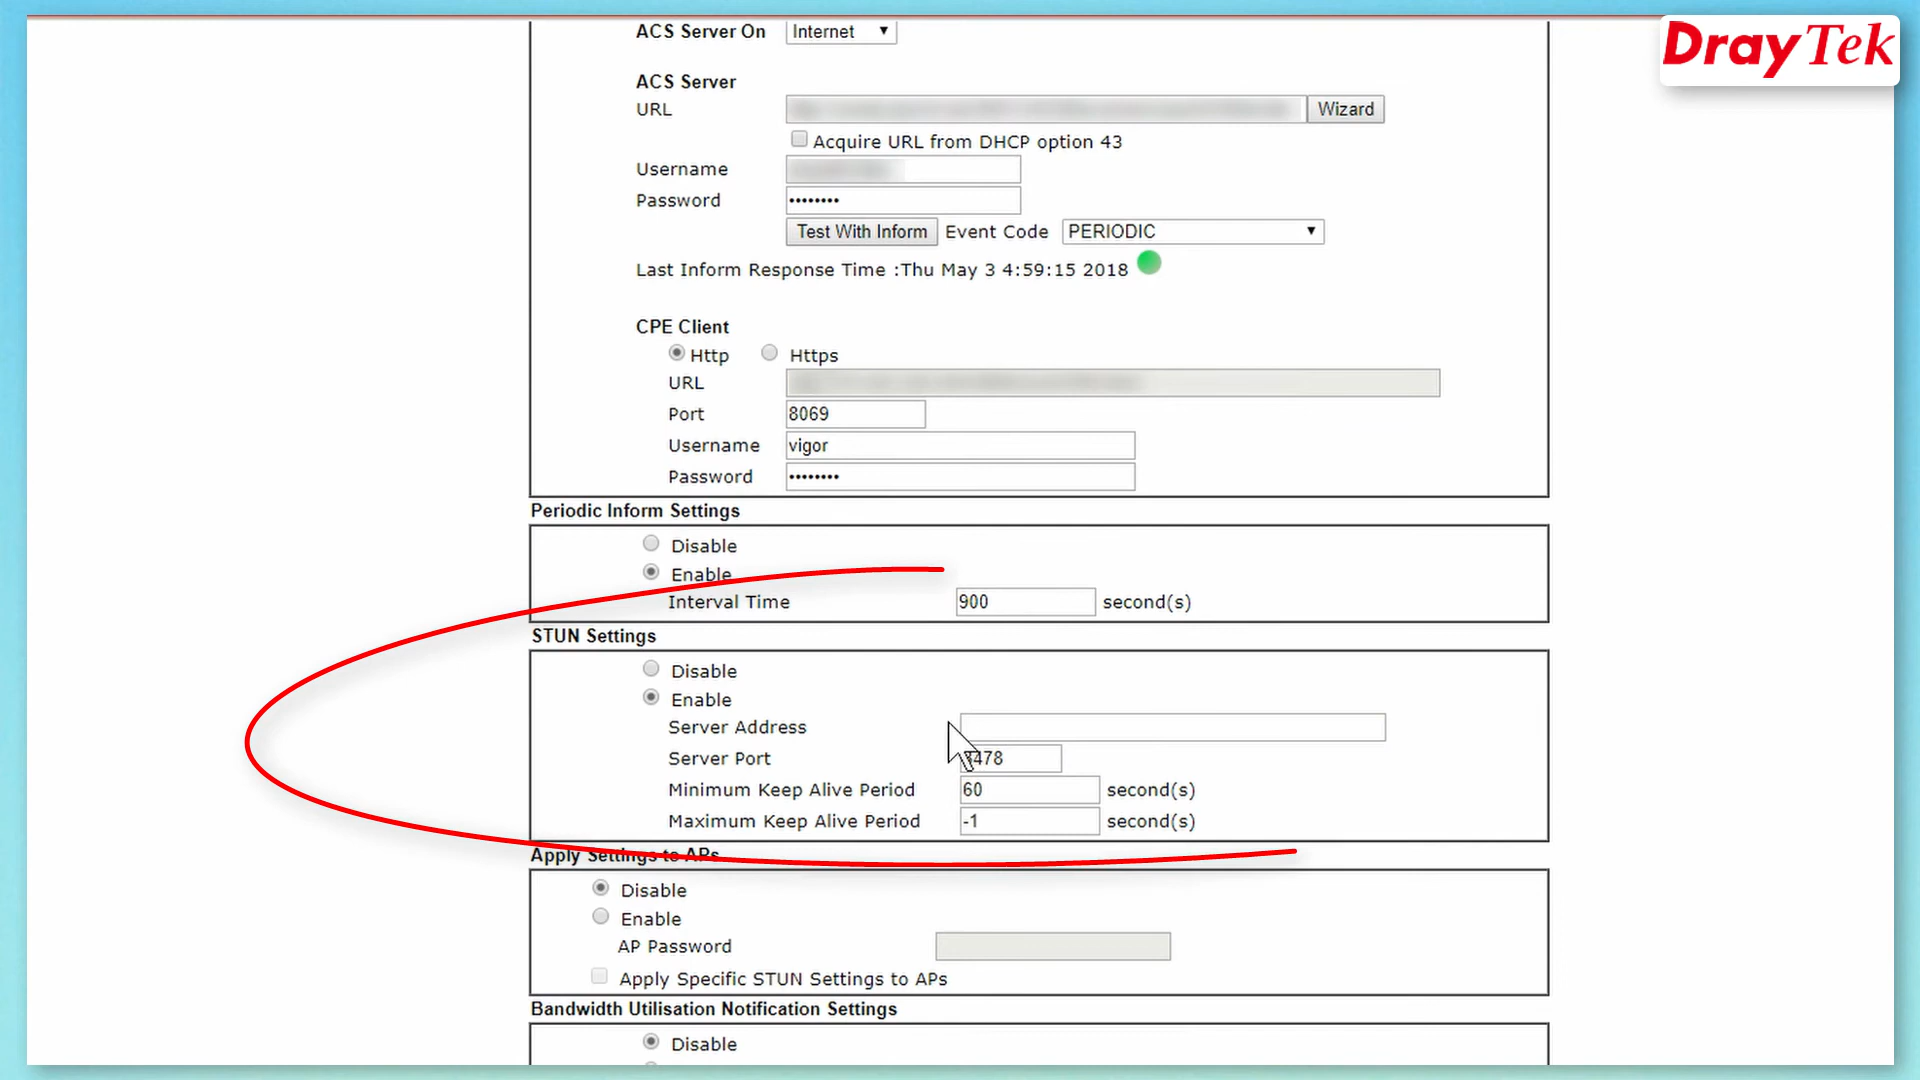 DrayTek
ACS Server On Internet
ACS Server
URL Wizard
Acquire URL from DHCP option 43
Username
Password ••••••••
Test With Inform Event Code PERIODIC
Last Inform Response Time :Thu May 3 4:59:15 2018
CPE Client
Http Https
URL
Port 8069
Username vigor
Password ••••••••
Periodic Inform Settings
Disable
Enable
Interval Time 900 second(s)
STUN Settings
Disable
Enable
Server Address
Server Port 3478
Minimum Keep Alive Period 60 second(s)
Maximum Keep Alive Period -1 second(s)
Apply Settings to APs
Disable
Enable
AP Password
Apply Specific STUN Settings to APs
Bandwidth Utilisation Notification Settings
Disable